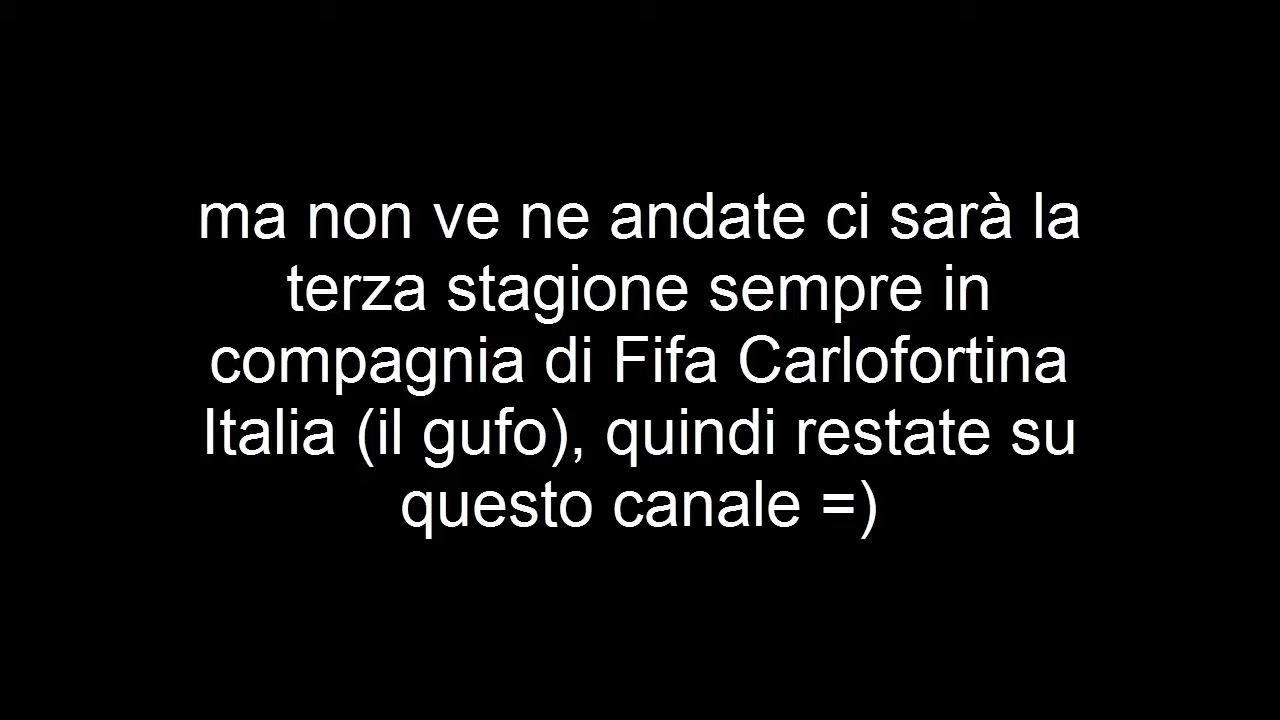 ma non ve ne andate ci sarà la
terza stagione sempre in
compagnia di Fifa Carlofortina
Italia (il gufo), quindi restate su
questo canale =)